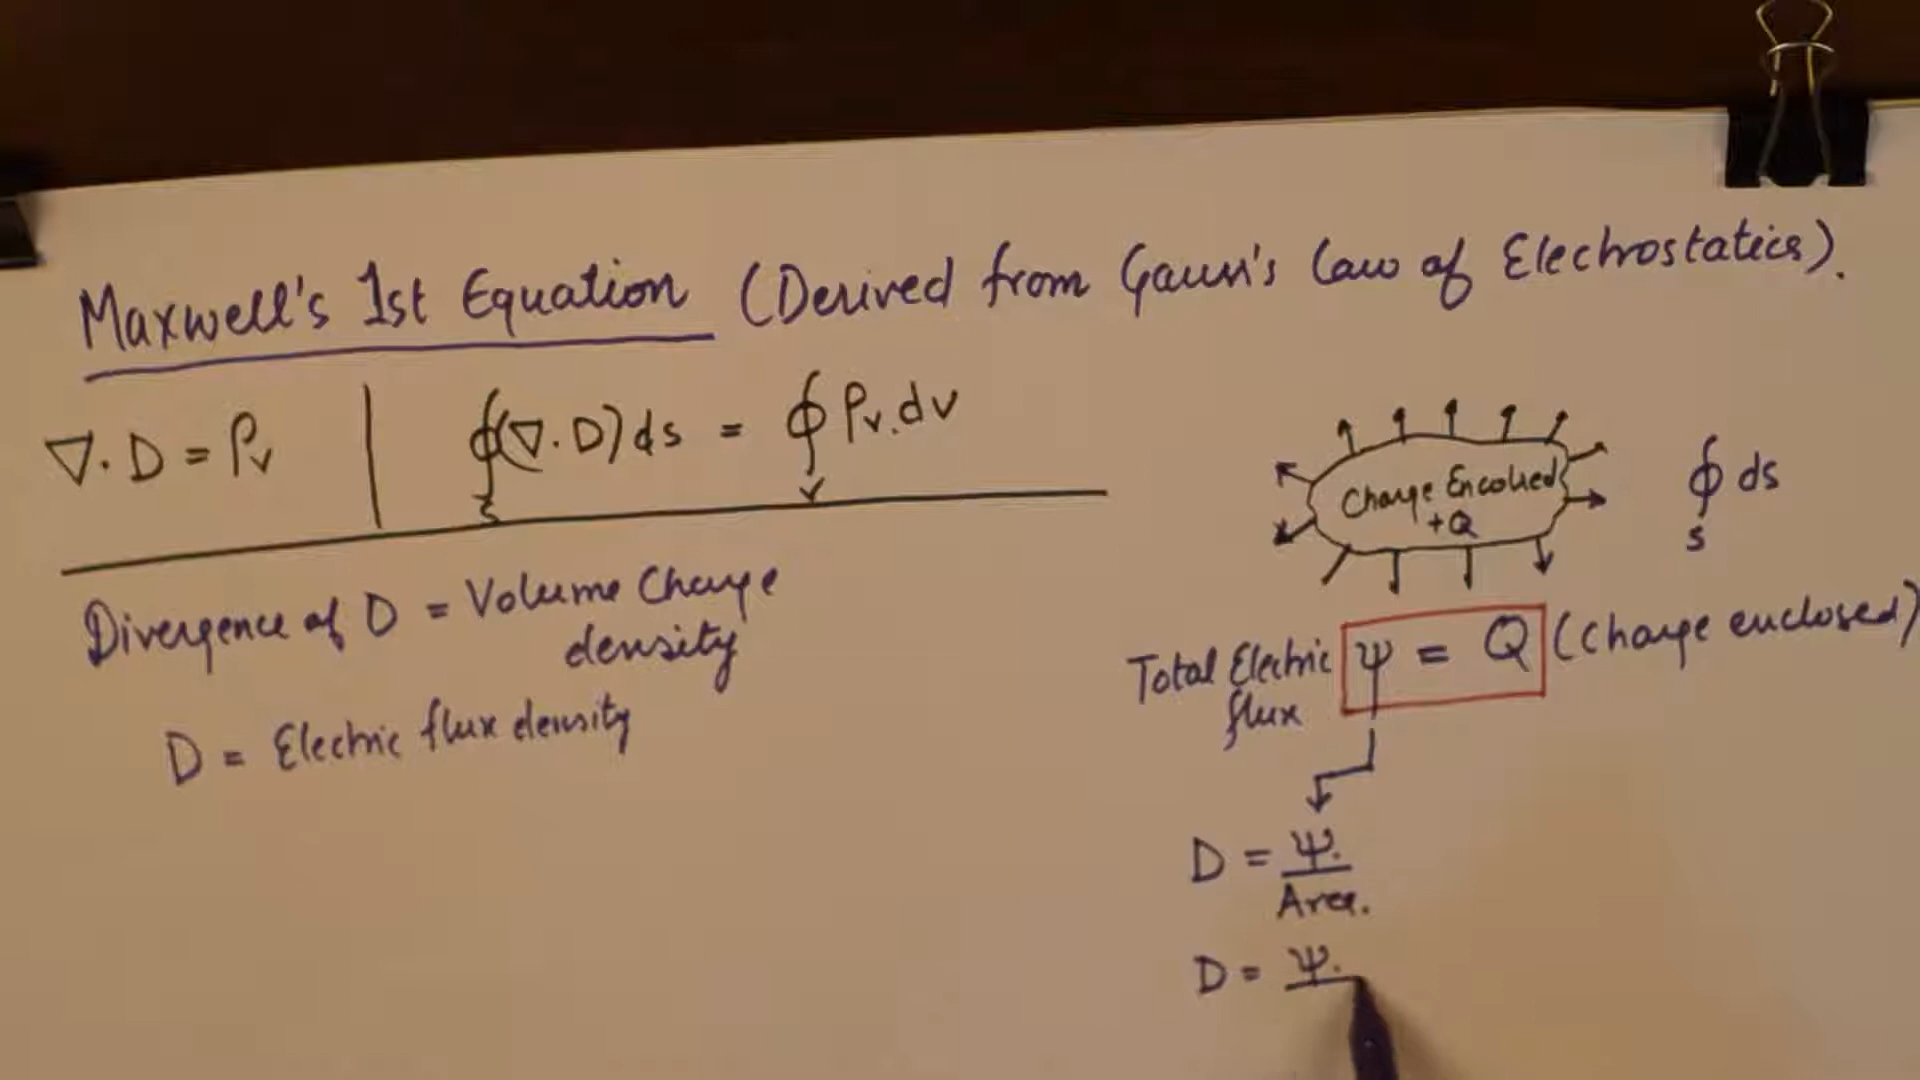 Maxwell's 1st Equation (Derived from Gauss's Law of Electrostatics).
∇. D = ρv | ∮s (∇. D) ds = ∮v ρv. dv
Divergence of D = Volume Charge
density
D = Electric flux density
Charge Encolsed
+Q
∮ ds
s
Total Electric
flux
ψ = Q (Charge enclosed)
D = ψ. / Area.
D = ψ.